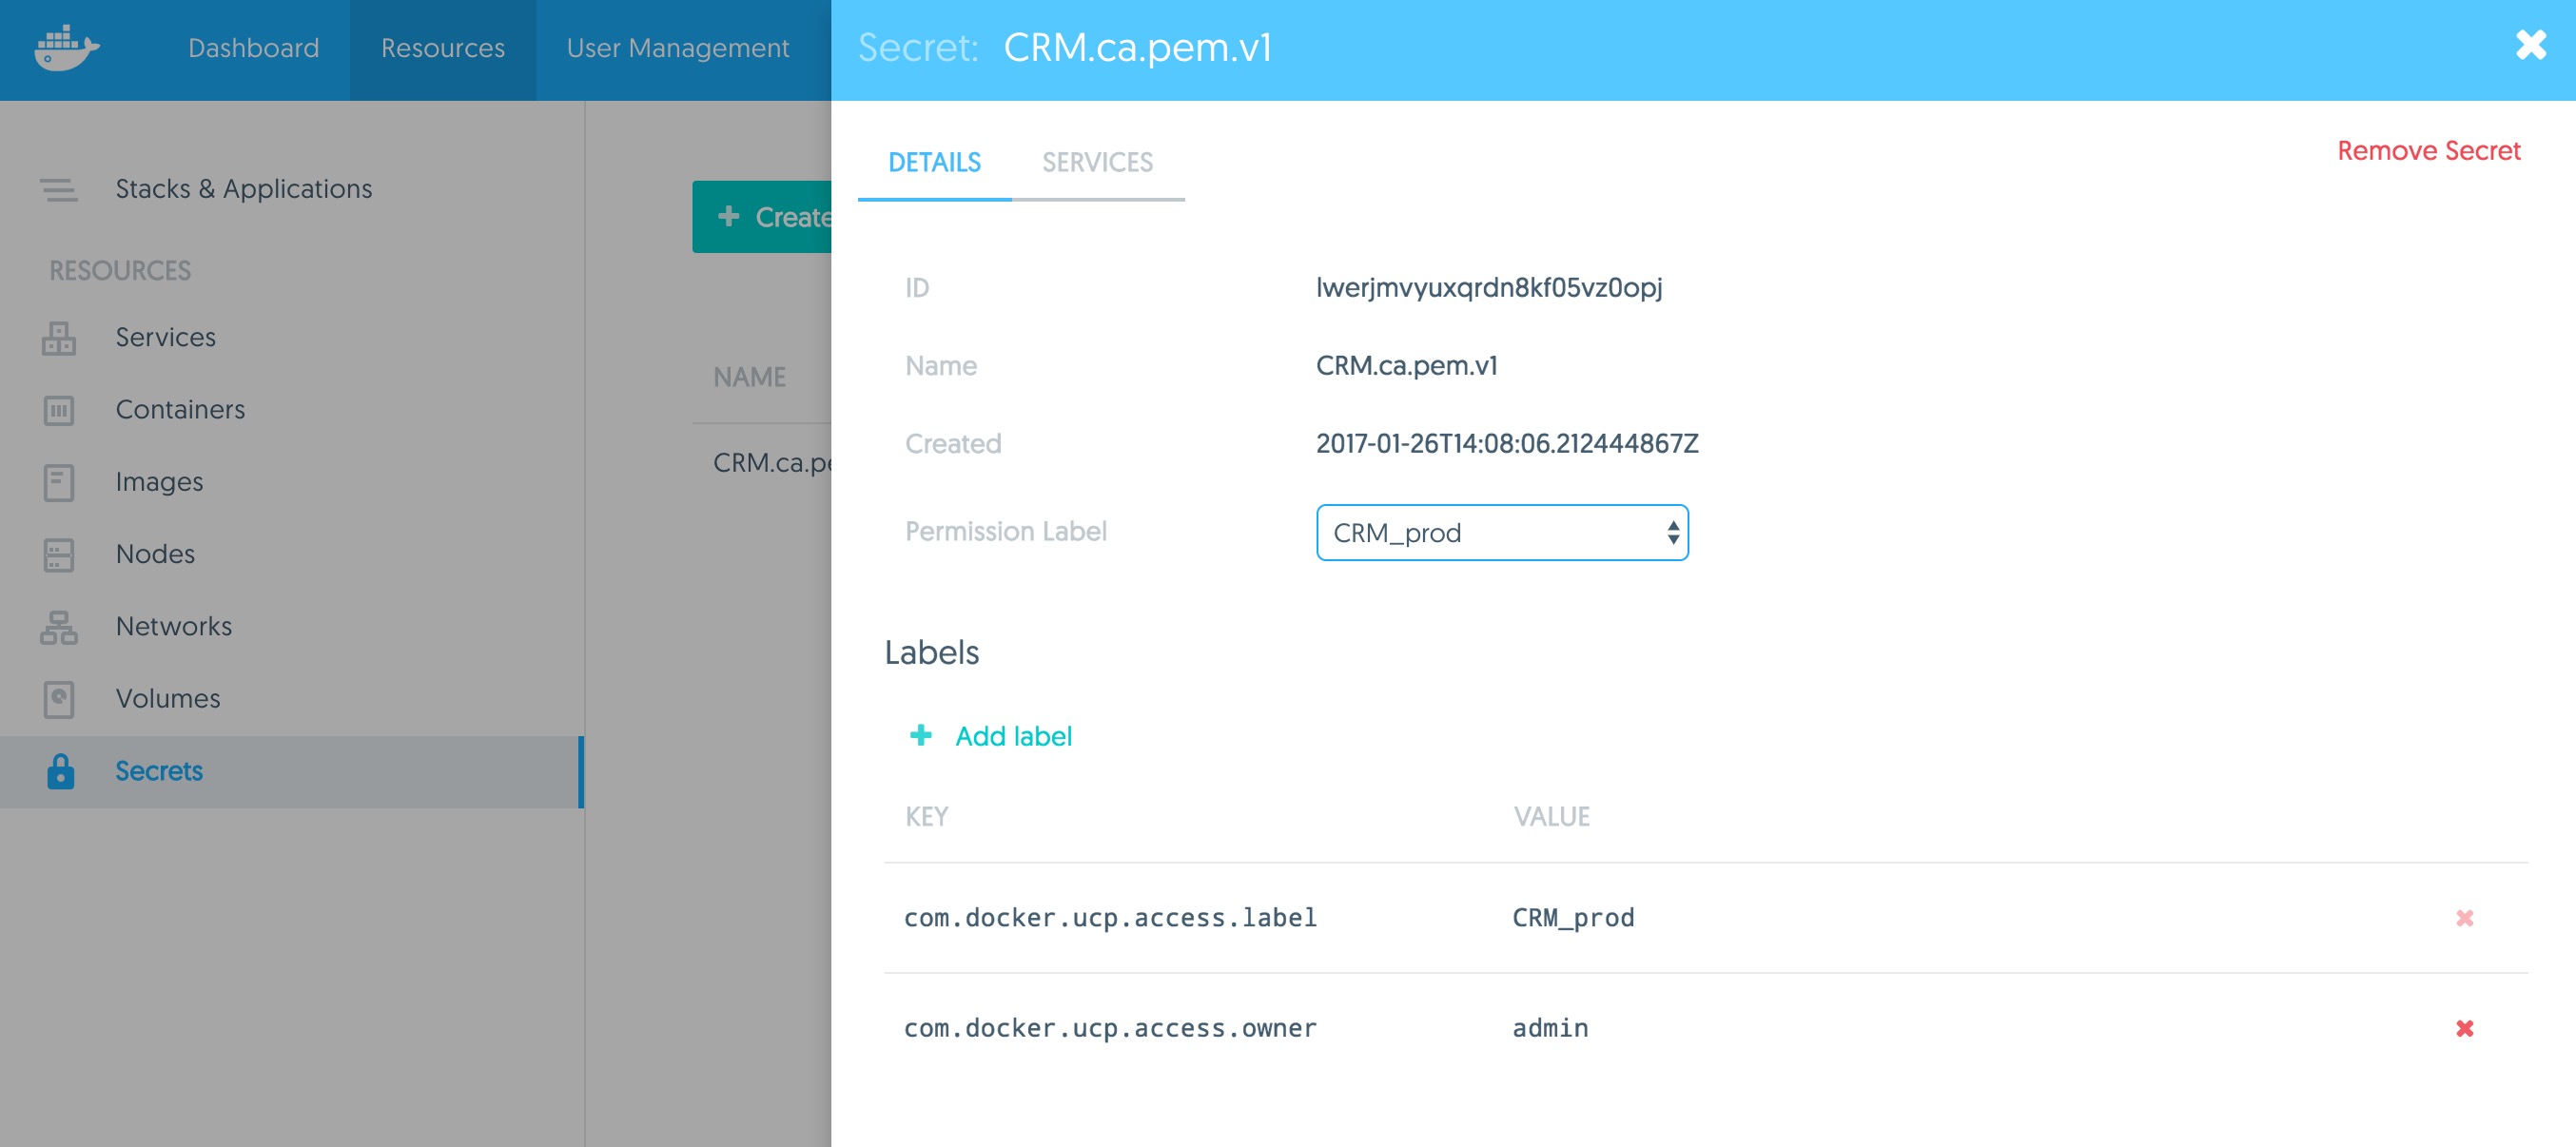 Dashboard Resources User Management
Secret: CRM.ca.pem.v1
Stacks & Applications
RESOURCES
Services
Containers
Images
Nodes
Networks
Volumes
Secrets
Create
NAME
CRM.ca.pe
DETAILS SERVICES
Remove Secret
ID lwerjmvyuxqrdn8kf05vz0opj
Name CRM.ca.pem.v1
Created 2017-01-26T14:08:06.212444867Z
Permission Label CRM_prod
Labels
Add label
KEY VALUE
com.docker.ucp.access.label CRM_prod
com.docker.ucp.access.owner admin